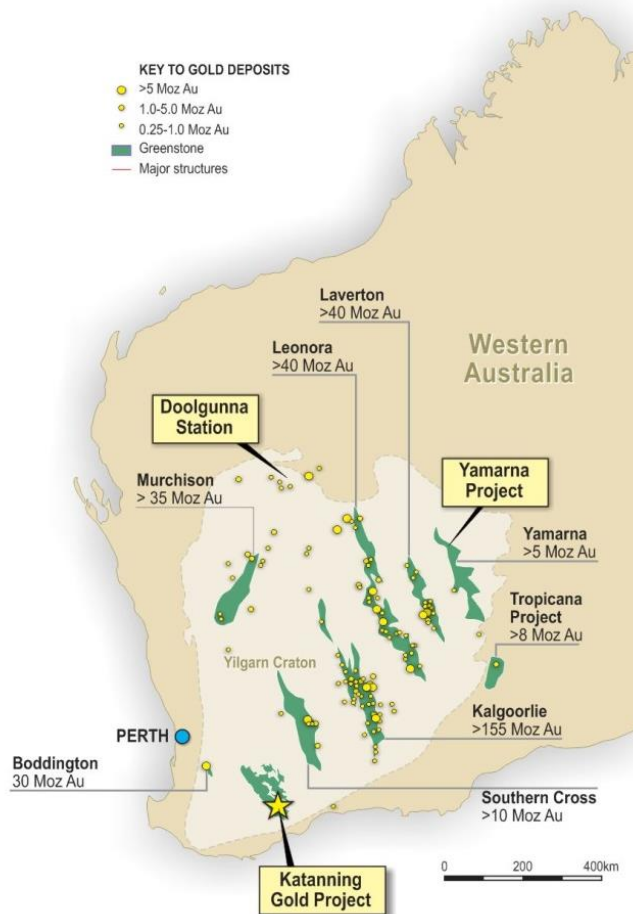 KEY TO GOLD DEPOSITS
>5 Moz Au
1.0-5.0 Moz Au
0.25-1.0 Moz Au
Greenstone
Major structures
Laverton
>40 Moz Au
Leonora
>40 Moz Au
Western
Australia
Doolgunna
Station
Murchison
> 35 Moz Au
Yamarna
Project
Yamarna
>5 Moz Au
Tropicana
Project
>8 Moz Au
Yilgarn Craton
PERTH
Kalgoorlie
>155 Moz Au
Boddington
30 Moz Au
Southern Cross
>10 Moz Au
Katanning
Gold Project
0 200 400km